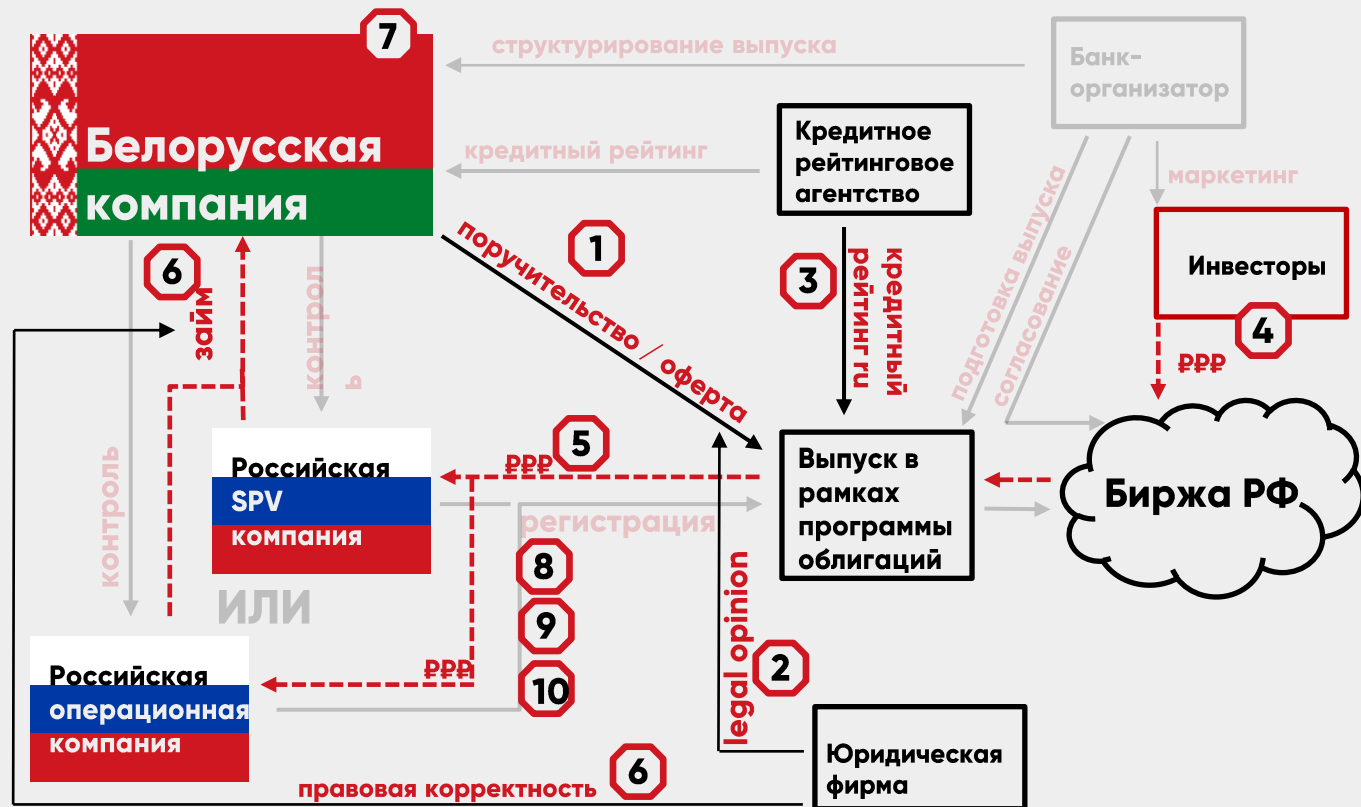 7
структурирование выпуска
Банк-
организатор
Белорусская
компания
кредитный рейтинг
Кредитное
рейтинговое
агентство
маркетинг
Инвесторы
4
₽₽₽
1
поручительство / оферта
3
кредитный
рейтинг ru
подготовка выпуска
согласование
6
займ
контрол
ь
контроль
Российская
SPV
компания
5
₽₽₽
регистрация
Выпуск в
рамках
программы
облигаций
Биржа РФ
ИЛИ
8
9
10
legal opinion
2
Российская
операционная
компания
₽₽₽
Юридическая
фирма
правовая корректность
6